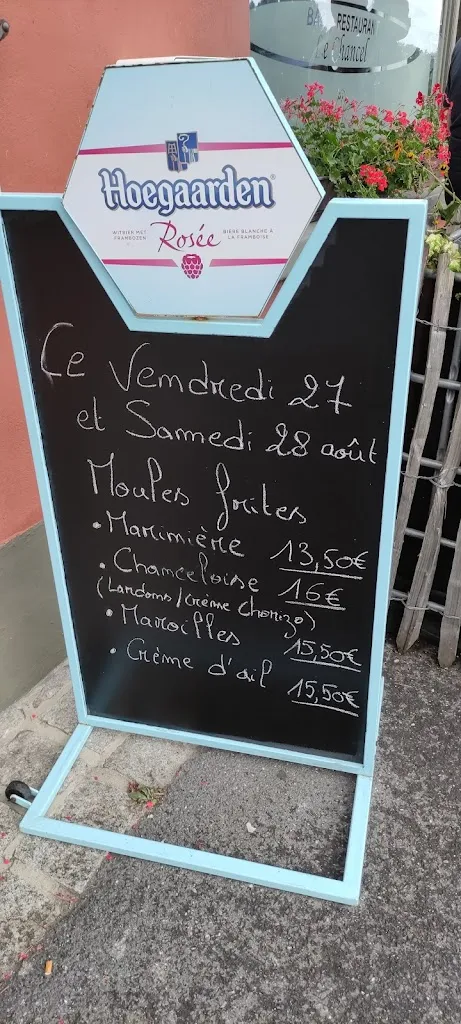 RESTAURAN
Le Chancel
Hoegaarden®
WITBIER MET
FRAMBOZEN
Rosée
BIÈRE BLANCHE À
LA FRAMBOISE
Ce Vendredi 27
et Samedi 28 août
Moules frites
• Marinière 13,50€
• Chanceloise 16€
(Lardons/crème Chorizo)
• Maroilles 15,50€
• Crème d'ail 15,50€